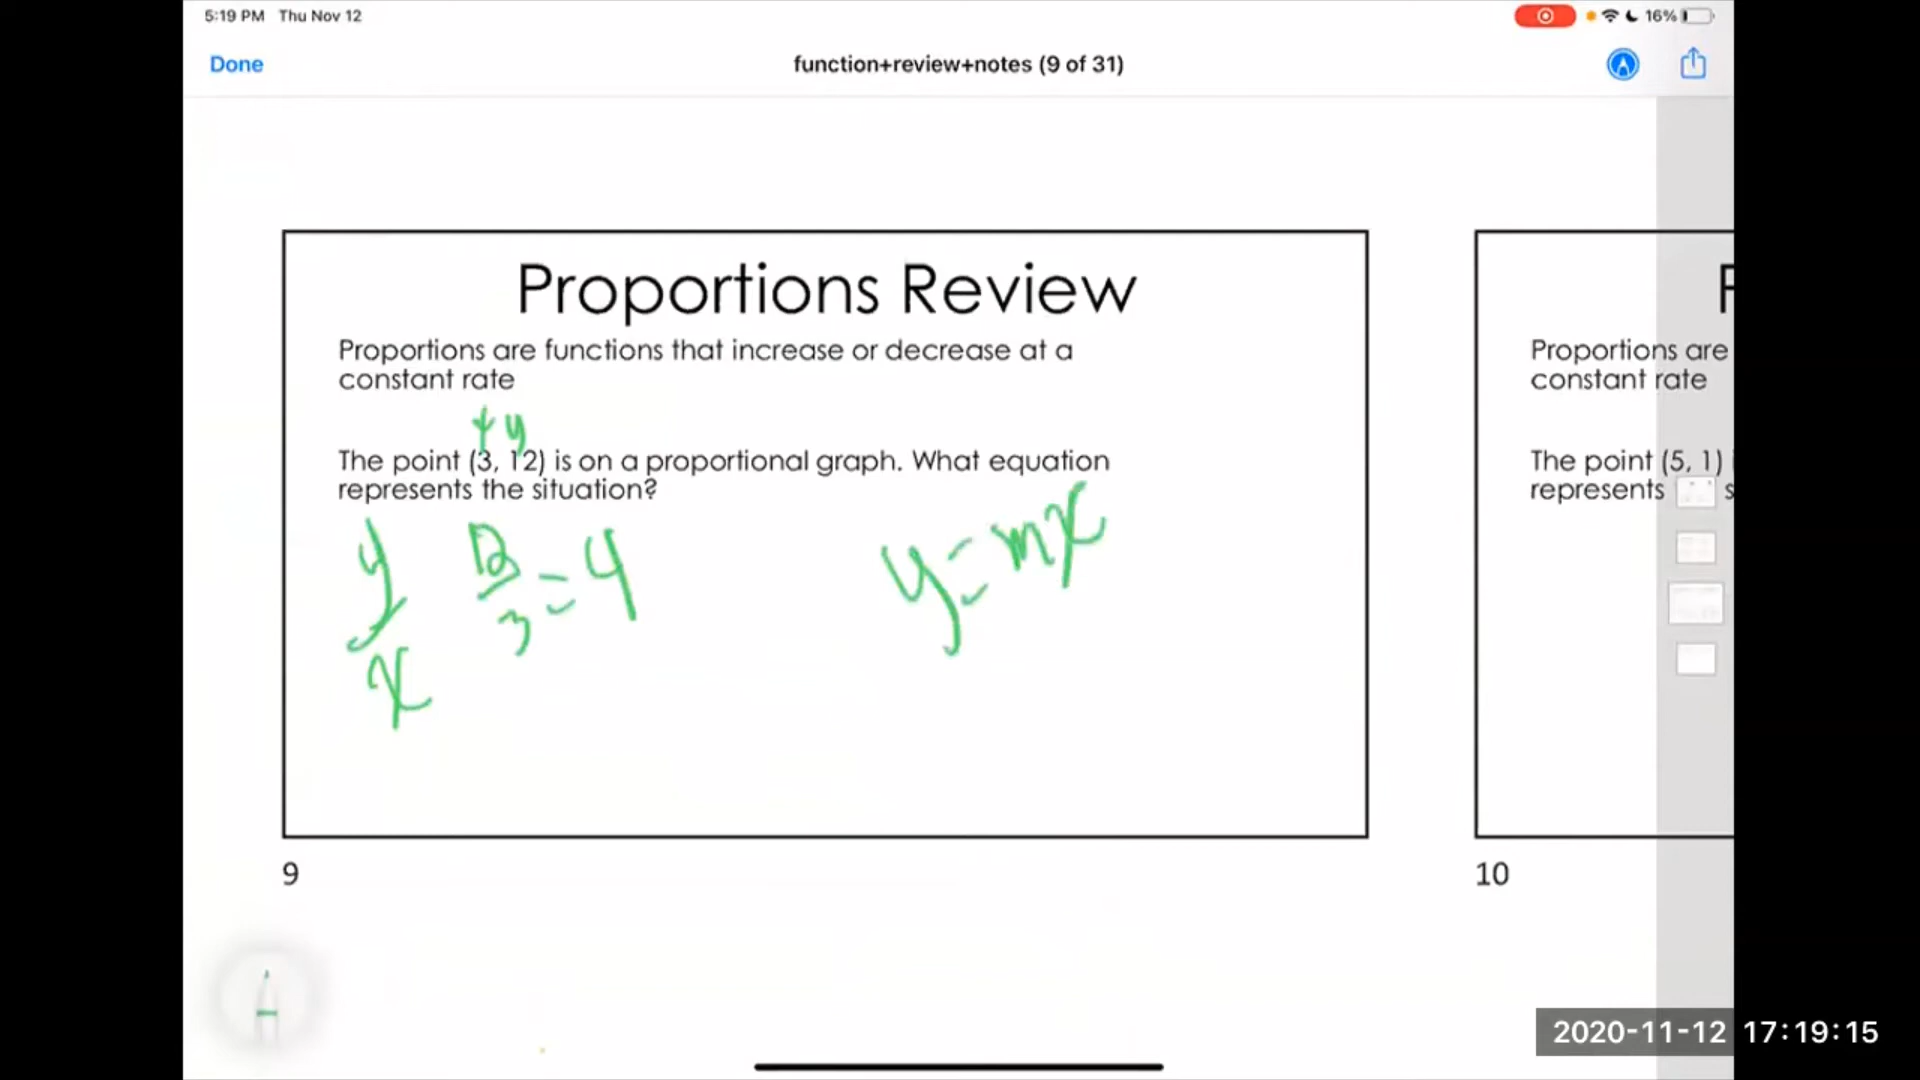 5:19 PM Thu Nov 12
16%
Done
function+review+notes (9 of 31)
Proportions Review
Proportions are functions that increase or decrease at a
constant rate
x y
The point (3, 12) is on a proportional graph. What equation
represents the situation?
y
x
12
3
= 4
y = mx
9
Proportions are
constant rate
The point (5, 1)
represents
10
2020-11-12 17:19:15